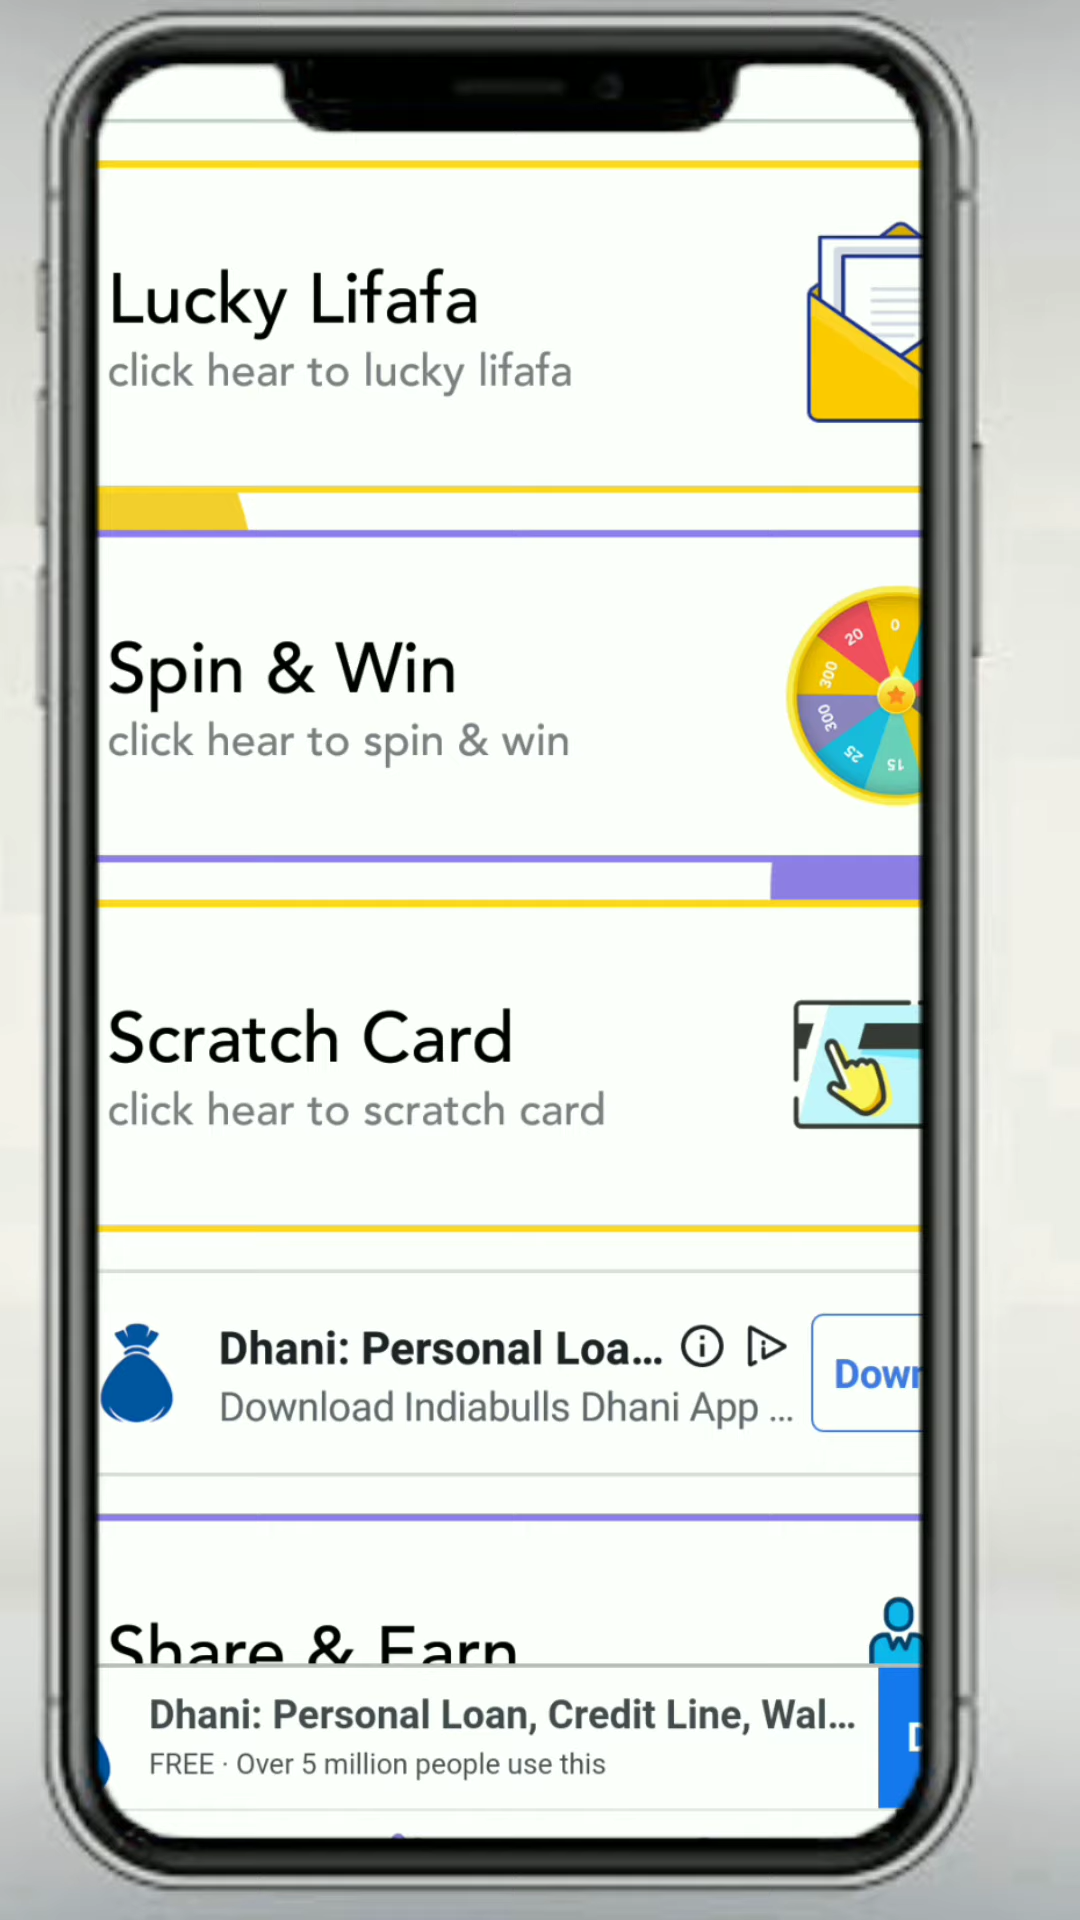 Lucky Lifafa
click hear to lucky lifafa
Spin & Win
click hear to spin & win
0
20
300
300
25
15
Scratch Card
click hear to scratch card
Dhani: Personal Loa...
Download Indiabulls Dhani App ...
Down
Share & Earn
Dhani: Personal Loan, Credit Line, Wal...
FREE · Over 5 million people use this
D